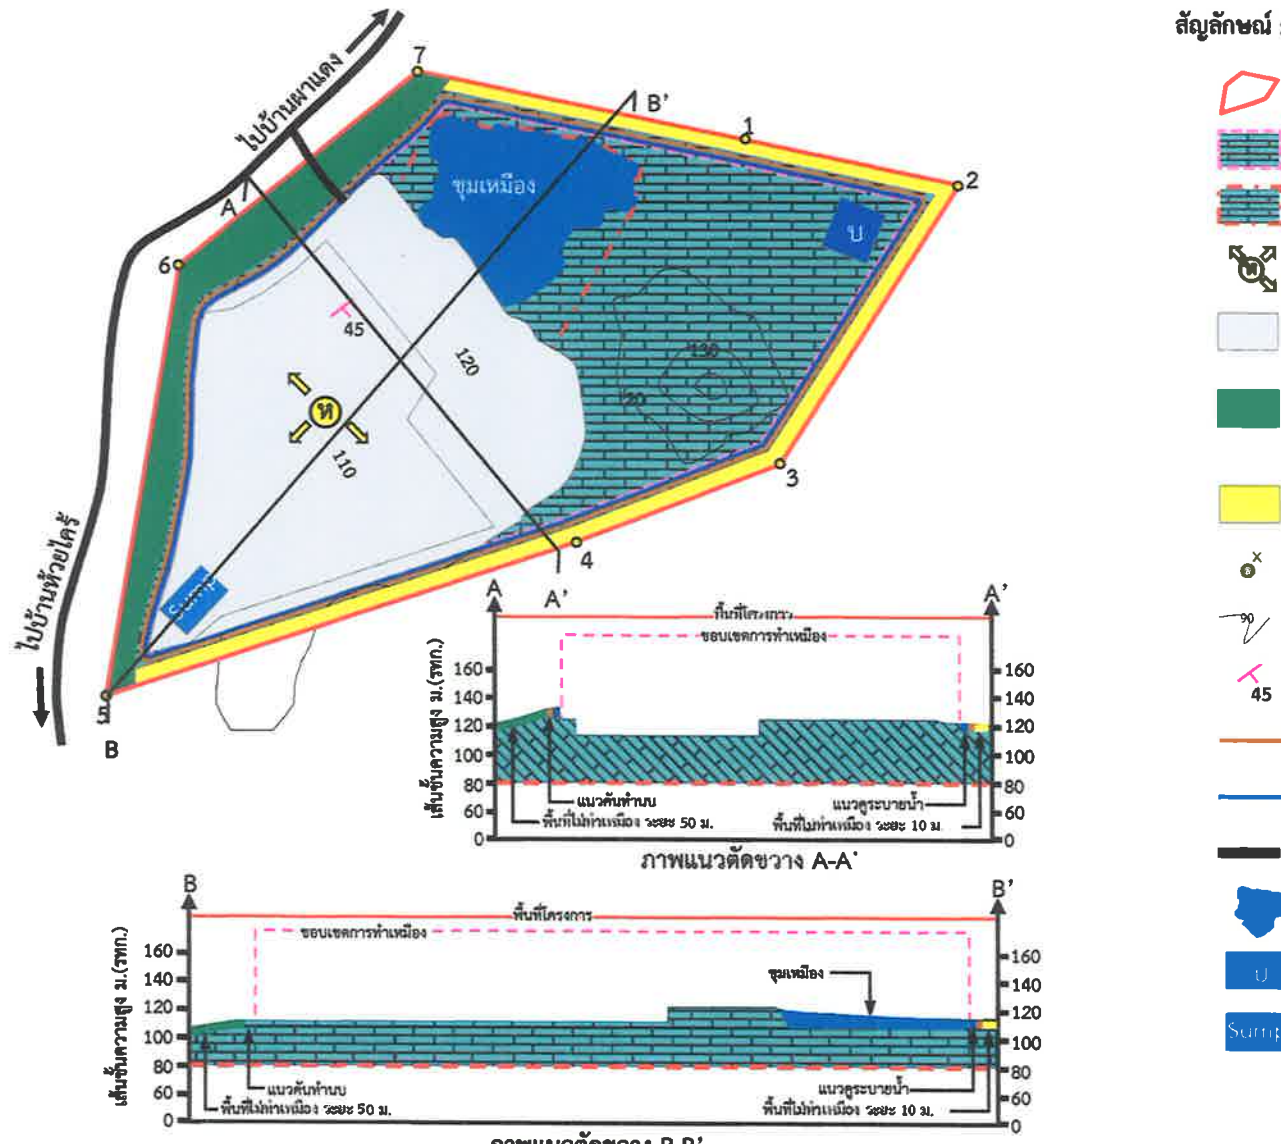 สัญลักษณ์ :
7
ไปบ้านผาแดง
B'
1
2
ขุมเหมือง
A
บ
6
45
120
130
20
ห
110
3
4
ไปบ้านห้วยไคร้
Sump
5
B
A'
90
45
บ
Sump
A
A'
พื้นที่โครงการ
ขอบเขตการทำเหมือง
เส้นชั้นความสูง ม.(รทก.)
160
140
120
100
80
60
0
160
140
120
100
80
60
0
แนวคันทำนบ
แนวคูระบายน้ำ
พื้นที่ไม่ทำเหมือง ระยะ 50 ม.
พื้นที่ไม่ทำเหมือง ระยะ 10 ม.
ภาพแนวตัดขวาง A-A'
B
B'
พื้นที่โครงการ
ขอบเขตการทำเหมือง
เส้นชั้นความสูง ม.(รทก.)
ขุมเหมือง
160
140
120
100
80
60
0
160
140
120
100
80
60
0
แนวคันทำนบ
แนวคูระบายน้ำ
พื้นที่ไม่ทำเหมือง ระยะ 50 ม.
พื้นที่ไม่ทำเหมือง ระยะ 10 ม.
ภาพแนวตัดขวาง B-B'